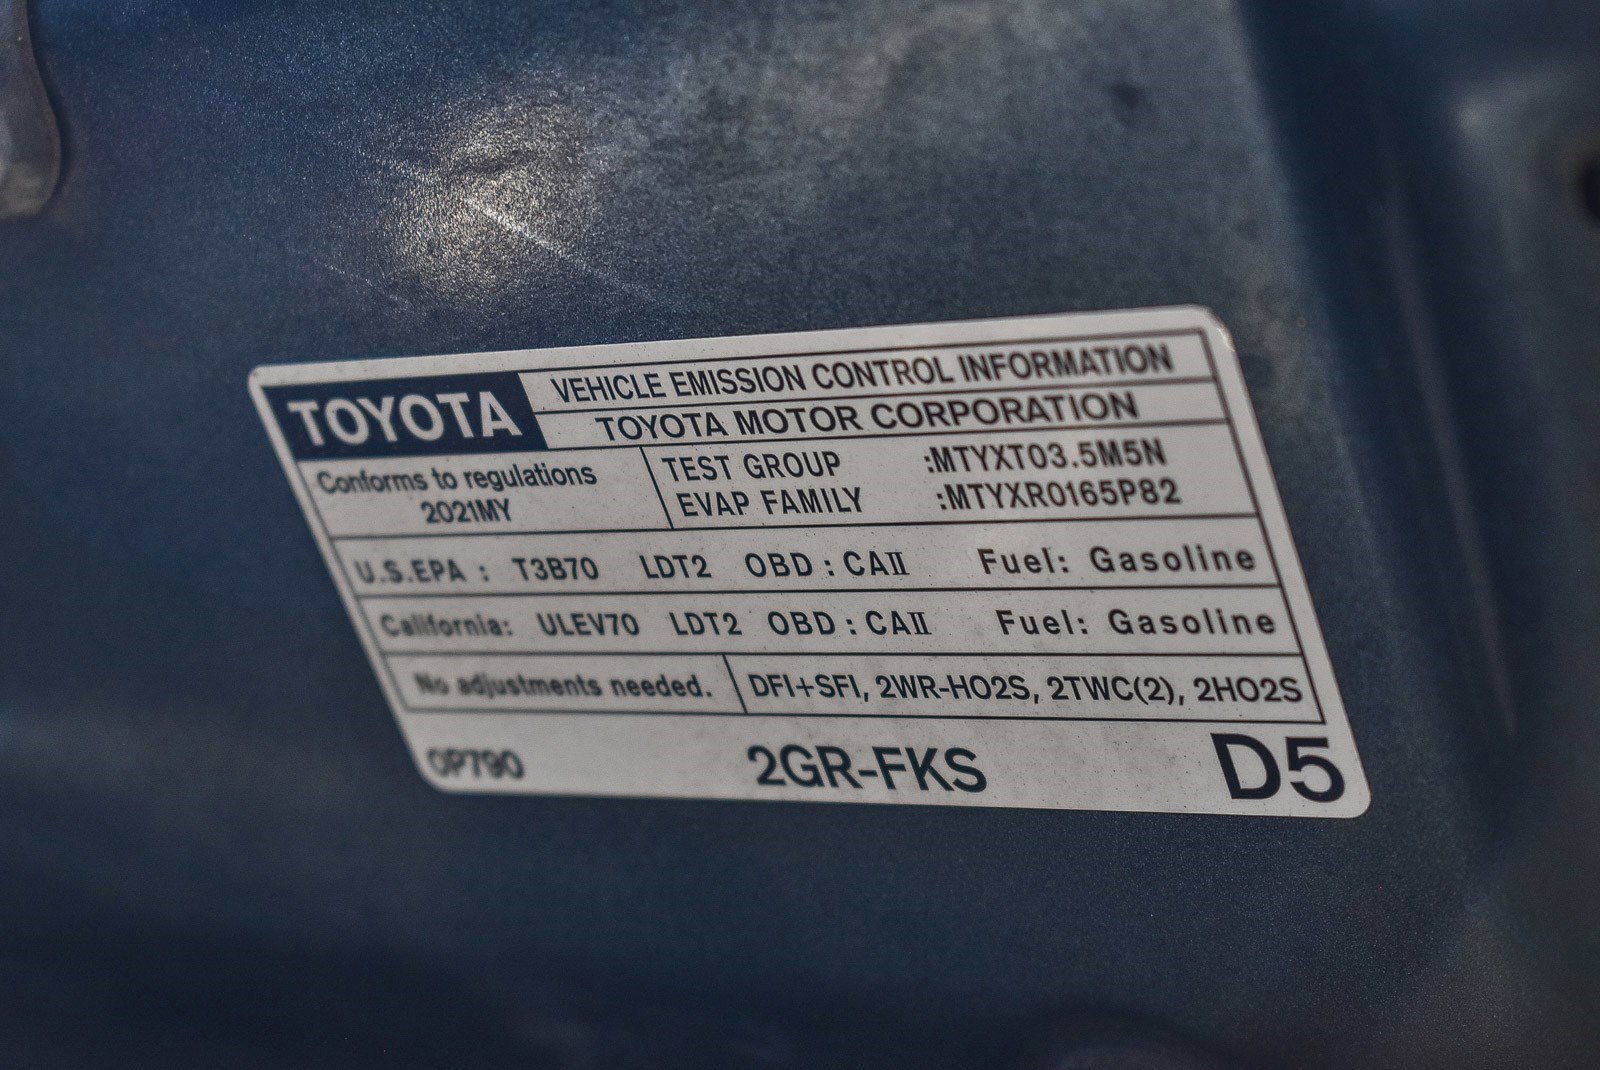 TOYOTA VEHICLE EMISSION CONTROL INFORMATION
TOYOTA MOTOR CORPORATION
Conforms to regulations
2021MY
TEST GROUP :MTYXT03.5M5N
EVAP FAMILY :MTYXR0165P82
U.S.EPA : T3B70 LDT2 OBD : CAII Fuel: Gasoline
California: ULEV70 LDT2 OBD : CAII Fuel: Gasoline
No adjustments needed. DFI+SFI, 2WR-HO2S, 2TWC(2), 2HO2S
0P790 2GR-FKS D5